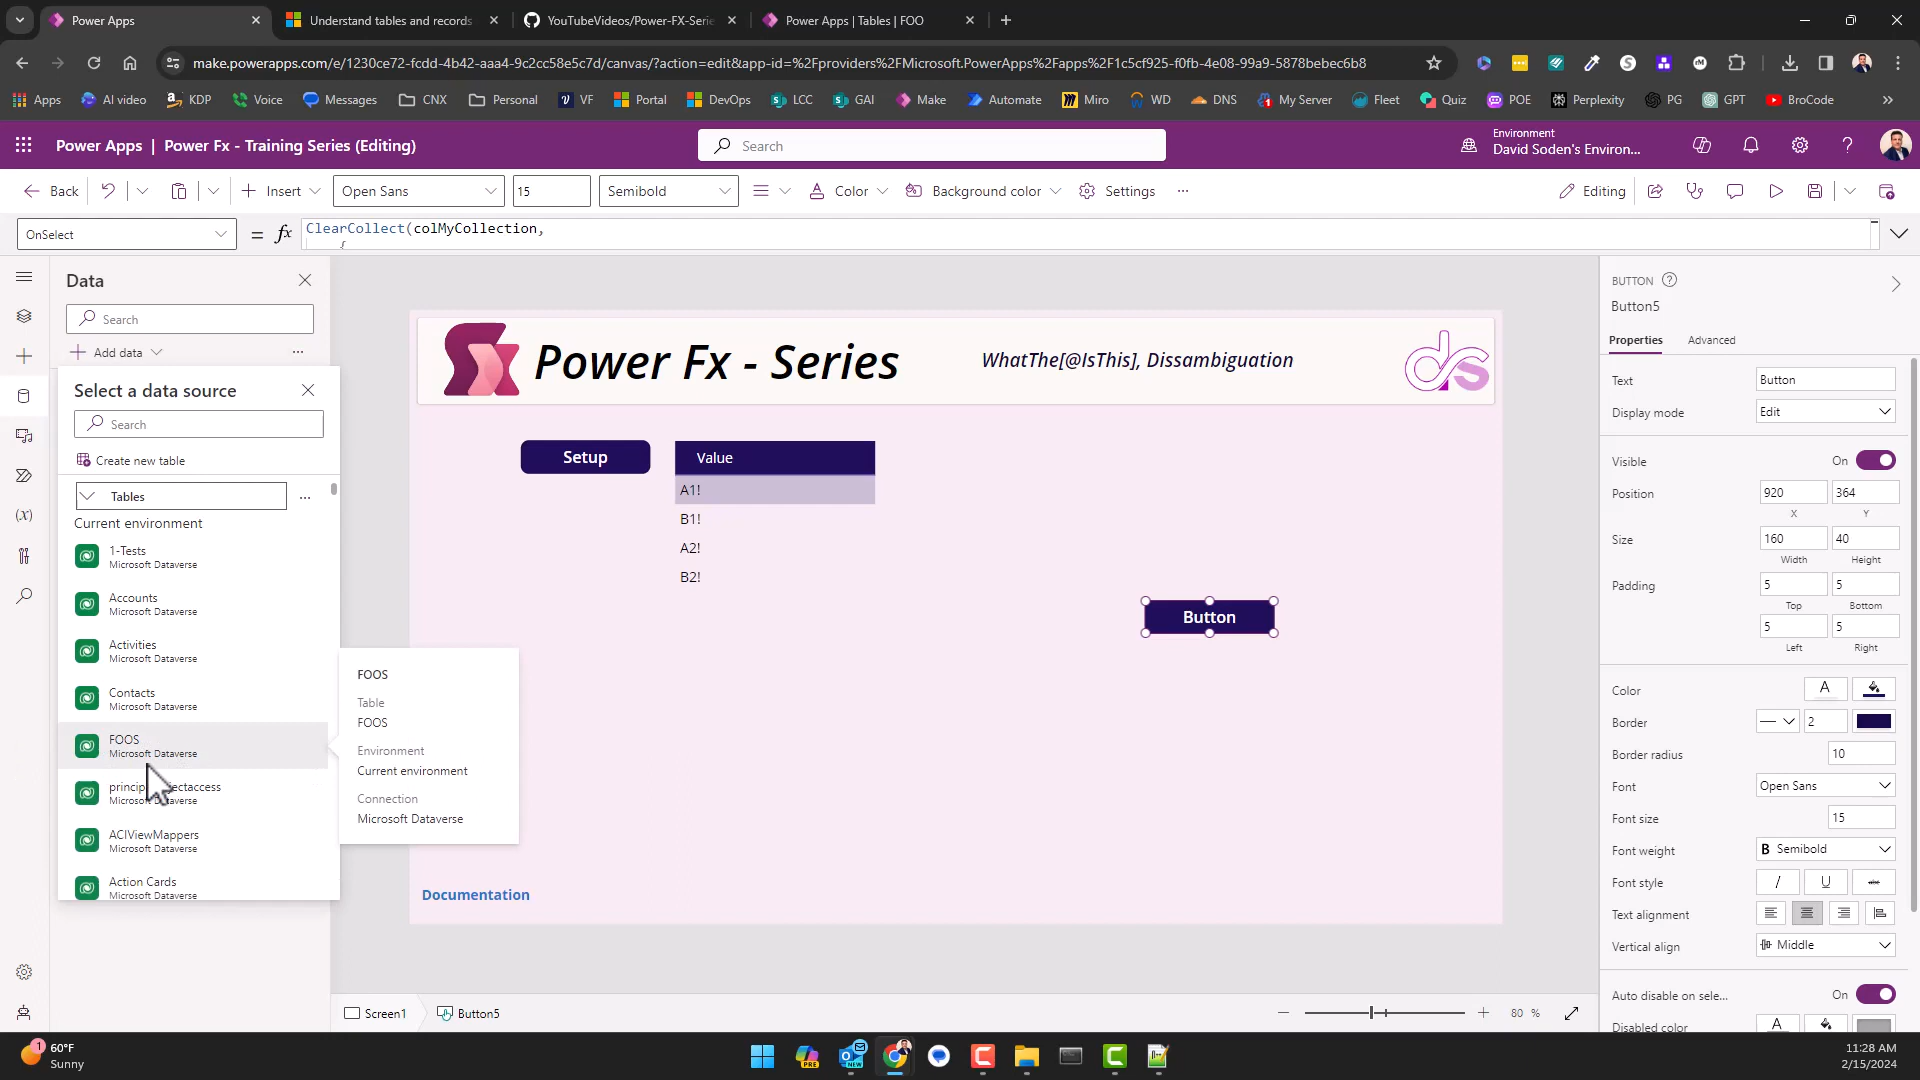 Power Apps
Understand tables and records
YouTubeVideos/Power-FX-Serie
Power Apps | Tables | FOO
make.powerapps.com/e/1230ce72-fcdd-4b42-aaa4-9c2cc58e5c7d/canvas/?action=edit&app-id=%2Fproviders%2FMicrosoft.PowerApps%2Fapps%2F1c5cf925-f0fb-4e08-99a9-5878bebec6b8
Apps
AI video
KDP
Voice
Messages
CNX
Personal
VF
Portal
DevOps
LCC
GAI
Make
Automate
Miro
WD
DNS
My Server
Fleet
Quiz
POE
Perplexity
PG
GPT
BroCode
Power Apps | Power Fx - Training Series (Editing)
Search
Environment
David Soden's Environ...
Back
Insert
Open Sans
15
Semibold
Color
Background color
Settings
Editing
OnSelect
= fx
ClearCollect(colMyCollection,
{
Data
Search
Add data
Select a data source
Search
Create new table
Tables
Current environment
1-Tests
Microsoft Dataverse
Accounts
Microsoft Dataverse
Activities
Microsoft Dataverse
Contacts
Microsoft Dataverse
FOOS
Microsoft Dataverse
ACIViewMappers
Microsoft Dataverse
Action Cards
Microsoft Dataverse
FOOS
Table
FOOS
Environment
Current environment
Connection
Microsoft Dataverse
Power Fx - Series
WhatThe[@IsThis], Dissambiguation
ds
Setup
Value
A1!
B1!
A2!
B2!
Button
Documentation
Screen1
Button5
80 %
BUTTON
Button5
Properties
Advanced
Text
Button
Display mode
Edit
Visible
On
Position
920
364
X
Y
Size
160
40
Width
Height
Padding
5
5
Top
Bottom
5
5
Left
Right
Color
A
Border
2
Border radius
10
Font
Open Sans
Font size
15
Font weight
B Semibold
Font style
/
U
abc
Text alignment
Vertical align
Middle
Auto disable on sele...
On
Disabled color
A
60°F
Sunny
11:28 AM
2/15/2024